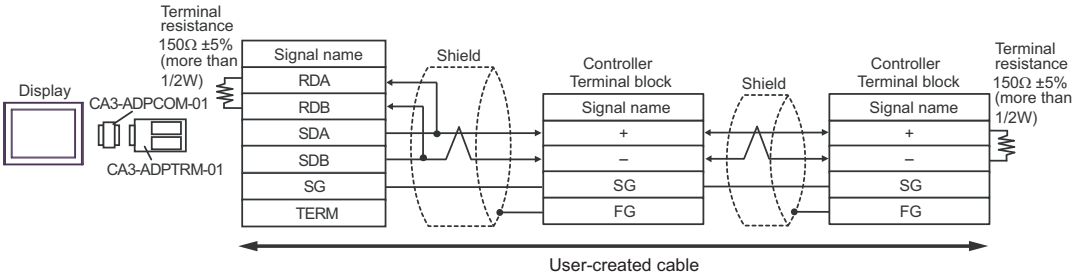 Terminal
resistance
150Ω ±5%
(more than
1/2W)
Display
CA3-ADPCOM-01
CA3-ADPTRM-01
Signal name
RDA
RDB
SDA
SDB
SG
TERM
Shield
Controller
Terminal block
Signal name
+
–
SG
FG
Shield
Controller
Terminal block
Signal name
+
–
SG
FG
Terminal
resistance
150Ω ±5%
(more than
1/2W)
User-created cable